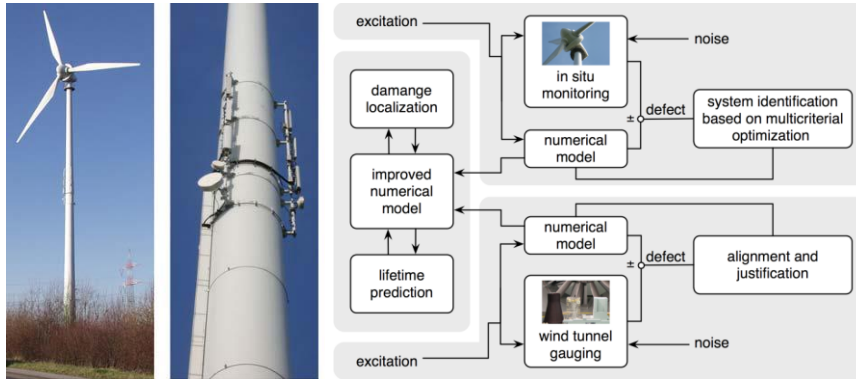 excitation
in situ
monitoring
noise
damange
localization
defect
±
system identification
based on multicriterial
optimization
numerical
model
improved
numerical
model
numerical
model
defect
±
alignment and
justification
lifetime
prediction
wind tunnel
gauging
excitation
noise